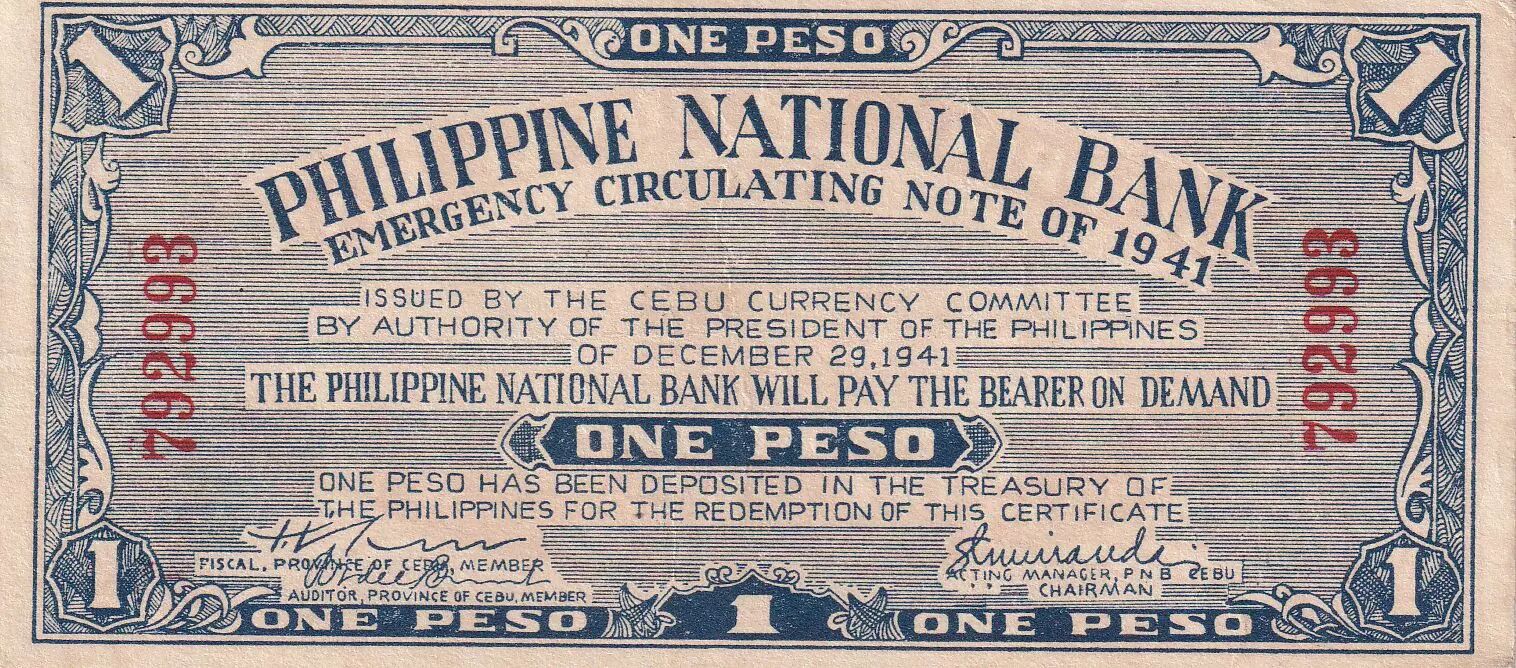 1
ONE PESO
1
PHILIPPINE NATIONAL BANK
EMERGENCY CIRCULATING NOTE OF 1941
792993
792993
ISSUED BY THE CEBU CURRENCY COMMITTEE
BY AUTHORITY OF THE PRESIDENT OF THE PHILIPPINES
OF DECEMBER 29,1941
THE PHILIPPINE NATIONAL BANK WILL PAY THE BEARER ON DEMAND
ONE PESO
ONE PESO HAS BEEN DEPOSITED IN THE TREASURY OF
THE PHILIPPINES FOR THE REDEMPTION OF THIS CERTIFICATE
FISCAL, PROVINCE OF CEBU, MEMBER
AUDITOR, PROVINCE OF CEBU, MEMBER
ACTING MANAGER, P N B CEBU
CHAIRMAN
1
ONE PESO
1
ONE PESO
1